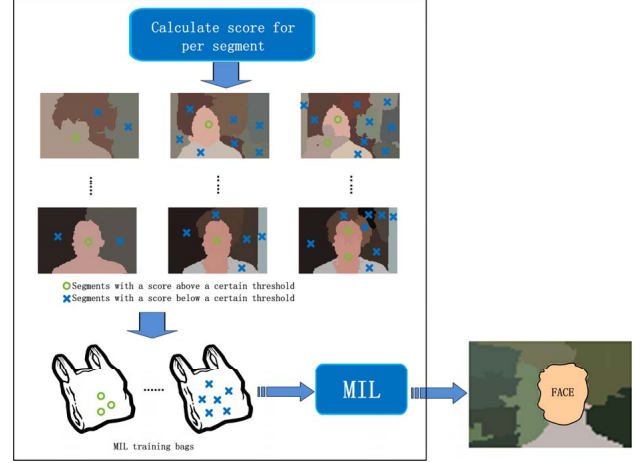 Calculate score for
per segment
Segments with a score above a certain threshold
Segments with a score below a certain threshold
MIL
FACE
MIL training bags